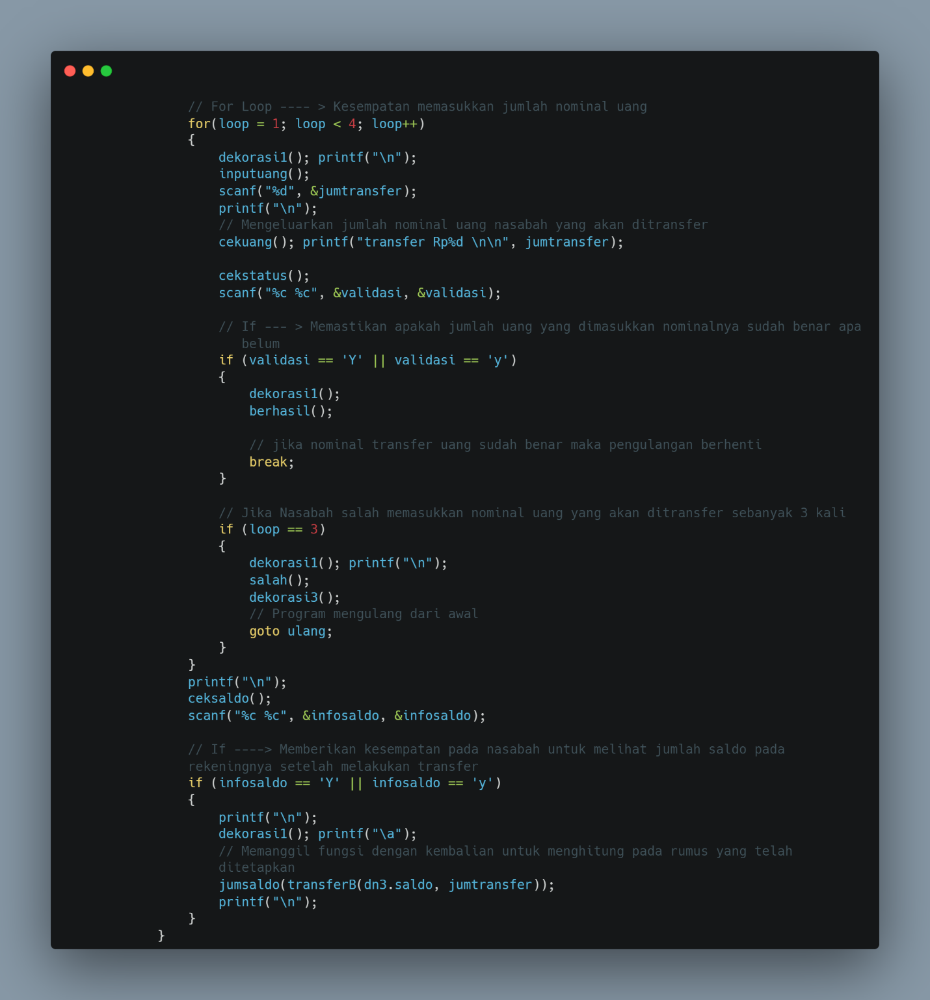 // For Loop ---- > Kesempatan memasukkan jumlah nominal uang
for(loop = 1; loop < 4; loop++)
{
    dekorasi1(); printf("\n");
    inputuang();
    scanf("%d", &jumtransfer);
    printf("\n");
    // Mengeluarkan jumlah nominal uang nasabah yang akan ditransfer
    cekuang(); printf("transfer Rp%d \n\n", jumtransfer);

    cekstatus();
    scanf("%c %c", &validasi, &validasi);

    // If --- > Memastikan apakah jumlah uang yang dimasukkan nominalnya sudah benar apa
       belum
    if (validasi == 'Y' || validasi == 'y')
    {
        dekorasi1();
        berhasil();

        // jika nominal transfer uang sudah benar maka pengulangan berhenti
        break;
    }

    // Jika Nasabah salah memasukkan nominal uang yang akan ditransfer sebanyak 3 kali
    if (loop == 3)
    {
        dekorasi1(); printf("\n");
        salah();
        dekorasi3();
        // Program mengulang dari awal
        goto ulang;
    }
}
printf("\n");
ceksaldo();
scanf("%c %c", &infosaldo, &infosaldo);

// If ----> Memberikan kesempatan pada nasabah untuk melihat jumlah saldo pada
rekeningnya setelah melakukan transfer
if (infosaldo == 'Y' || infosaldo == 'y')
{
    printf("\n");
    dekorasi1(); printf("\a");
    // Memanggil fungsi dengan kembalian untuk menghitung pada rumus yang telah
    ditetapkan
    jumsaldo(transferB(dn3.saldo, jumtransfer));
    printf("\n");
}
}